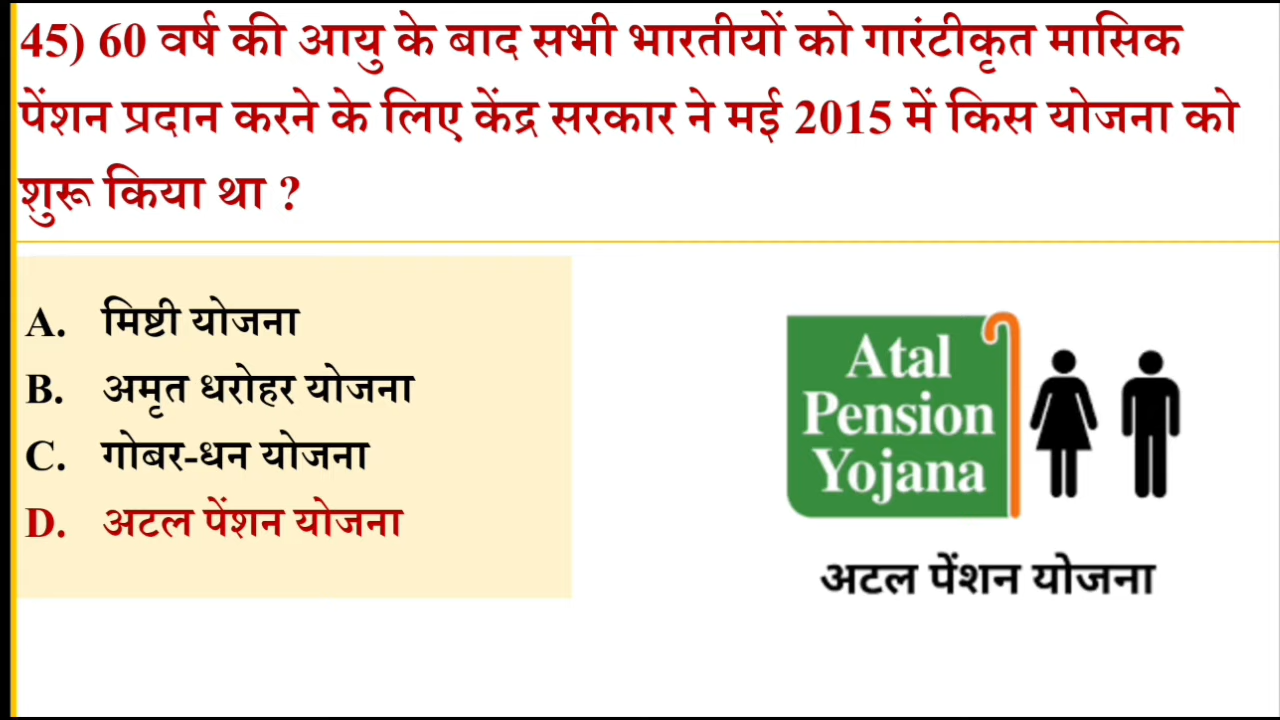 45) 60 वर्ष की आयु के बाद सभी भारतीयों को गारंटीकृत मासिक
पेंशन प्रदान करने के लिए केंद्र सरकार ने मई 2015 में किस योजना को
शुरू किया था ?
A. मिष्टी योजना
B. अमृत धरोहर योजना
C. गोबर-धन योजना
D. अटल पेंशन योजना
Atal
Pension
Yojana
अटल पेंशन योजना